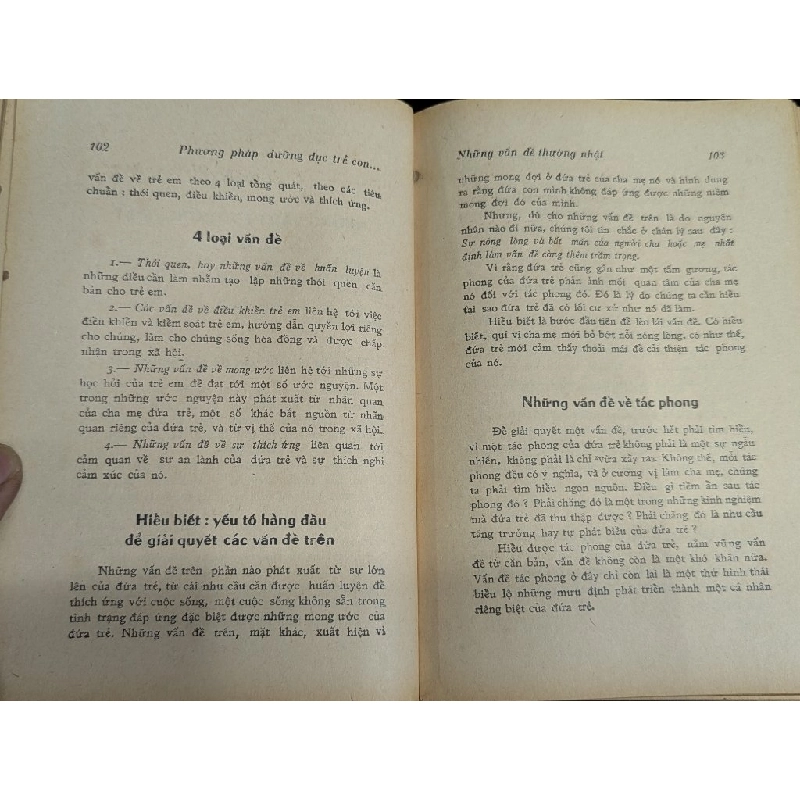 102 Phương pháp dưỡng dục trẻ con...
vấn đề về trẻ em theo 4 loại tổng quát, theo các tiêu
chuẩn : thói quen, điều khiển, mong ước và thích ứng.
4 loại vấn đề
1.— Thói quen, hay những vấn đề về huấn luyện là
những điều cần làm nhằm tạo lập những thói quen căn
bản cho trẻ em.
2.— Các vấn đề về điều khiển trẻ em liên hệ tới việc
điều khiển và kiểm soát trẻ em, hướng dẫn quyền lợi riêng
cho chúng, làm cho chúng sống hòa đồng và được chấp
nhận trong xã hội.
3.— Những vấn đề về mong ước liên hệ tới những sự
học hỏi của trẻ em để đạt tới một số ước nguyện. Một
trong những ước nguyện này phát xuất từ nhân quan
của cha mẹ đứa trẻ, một số khác bắt nguồn từ nhân
quan riêng của đứa trẻ, và từ vị thế của nó trong xã hội.
4.— Những vấn đề về sự thích ứng liên quan tới
cảm quan về sự an lành của đứa trẻ và sự thích nghi
cảm xúc của nó.
Hiểu biết : yếu tố hàng đầu
để giải quyết các vấn đề trên
Những vấn đề trên phần nào phát xuất từ sự lớn
lên của đứa trẻ, từ cái nhu cầu cần được huấn luyện để
thích ứng với cuộc sống, một cuộc sống không sẵn trong
tình trạng đáp ứng đặc biệt được những mong ước của
đứa trẻ. Những vấn đề trên, mặt khác, xuất hiện vì
Những vấn đề thường nhật 103
những mong đợi ở đứa trẻ của cha mẹ nó và hình dung
ra rằng đứa con mình không đáp ứng được những niềm
mong đợi đó của mình.
Nhưng, dù cho những vấn đề trên là do nguyên
nhân nào đi nữa, chúng tôi tin chắc ở chân lý sau đây :
Sự nóng lòng và bất mãn của người cha hoặc mẹ nhất
định làm vấn đề càng thêm trầm trọng.
Vì rằng đứa trẻ cũng gần như một tấm gương, tác
phong của đứa trẻ phản ảnh mối quan tâm của cha mẹ
nó đối với tác phong đó. Đó là lý do chúng ta cần hiểu
tại sao đứa trẻ đã có lối cư xử như nó đã làm.
Hiểu biết là bước đầu tiên để lèn lái vấn đề. Có hiểu
biết, quí vị cha mẹ mới bỏ bớt nỗi sóng lòng, có như thế,
đứa trẻ mới cảm thấy thoải mái để cải thiện tác phong
của nó.
Những vấn đề về tác phong
Để giải quyết một vấn đề, trước hết phải tìm hiểu,
vì một tác phong của đứa trẻ không phải là một sự ngẫu
nhiên, không phải là chỉ vừa xảy ra. Không thế, mỗi tác
phong đều có ý nghĩa, và ở cương vị làm cha mẹ, chúng
ta phải tìm hiểu ngọn nguồn. Điều gì tiềm ẩn sau tác
phong đó ? Phải chăng đó là một trong những kinh nghiệm
mà đứa trẻ đã thu thập được ? Phải chăng đó là nhu cầu
tăng trưởng hay tự phát biểu của đứa trẻ ?
Hiểu được tác phong của đứa trẻ, nắm vững vấn
đề từ căn bản, vấn đề không còn là một khó khăn nữa.
Vấn đề tác phong ở đây chỉ còn lại là một thứ hình thái
biểu lộ những mưu định phát triển thành một cá nhân
riêng biệt của đứa trẻ.